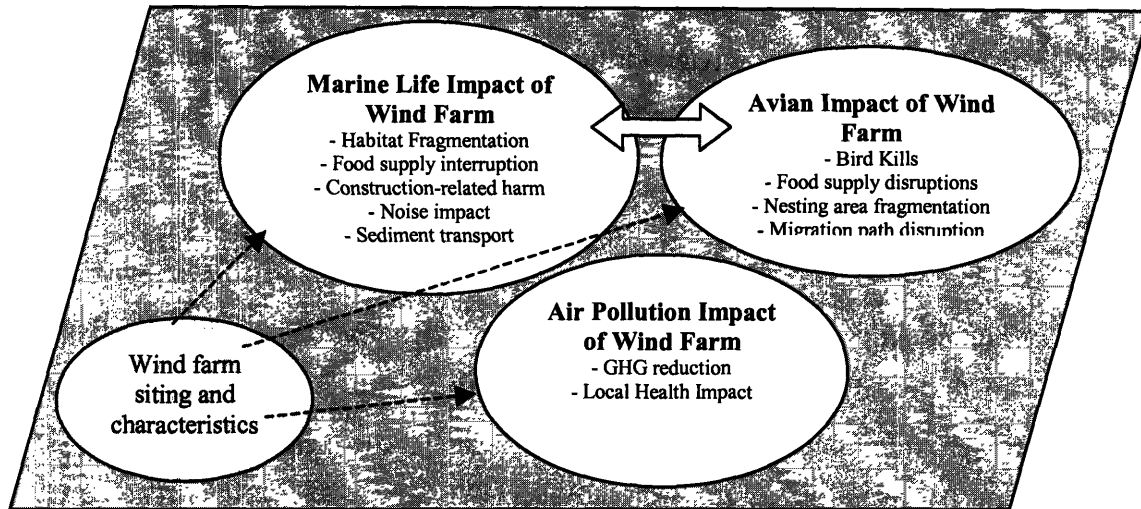 Marine Life Impact of
Wind Farm
- Habitat Fragmentation
- Food supply interruption
- Construction-related harm
- Noise impact
- Sediment transport
Avian Impact of Wind
Farm
- Bird Kills
- Food supply disruptions
- Nesting area fragmentation
- Migration path disruption
Air Pollution Impact
of Wind Farm
- GHG reduction
- Local Health Impact
Wind farm
siting and
characteristics